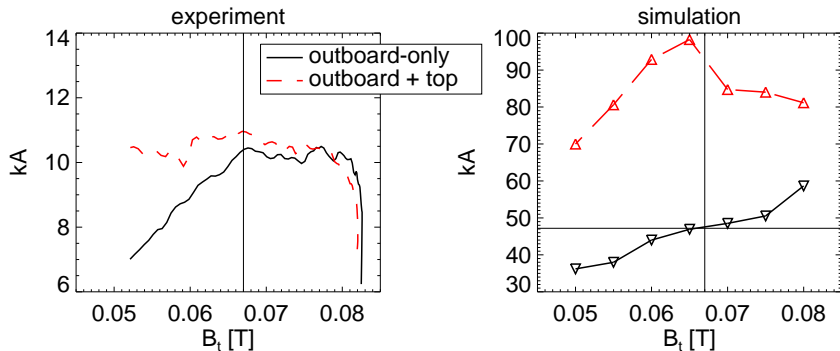 experiment
14
12
10
8
6
kA
0.05 0.06 0.07 0.08
B_t [T]
outboard-only
outboard + top
simulation
100
90
80
70
60
50
40
30
kA
0.05 0.06 0.07 0.08
B_t [T]